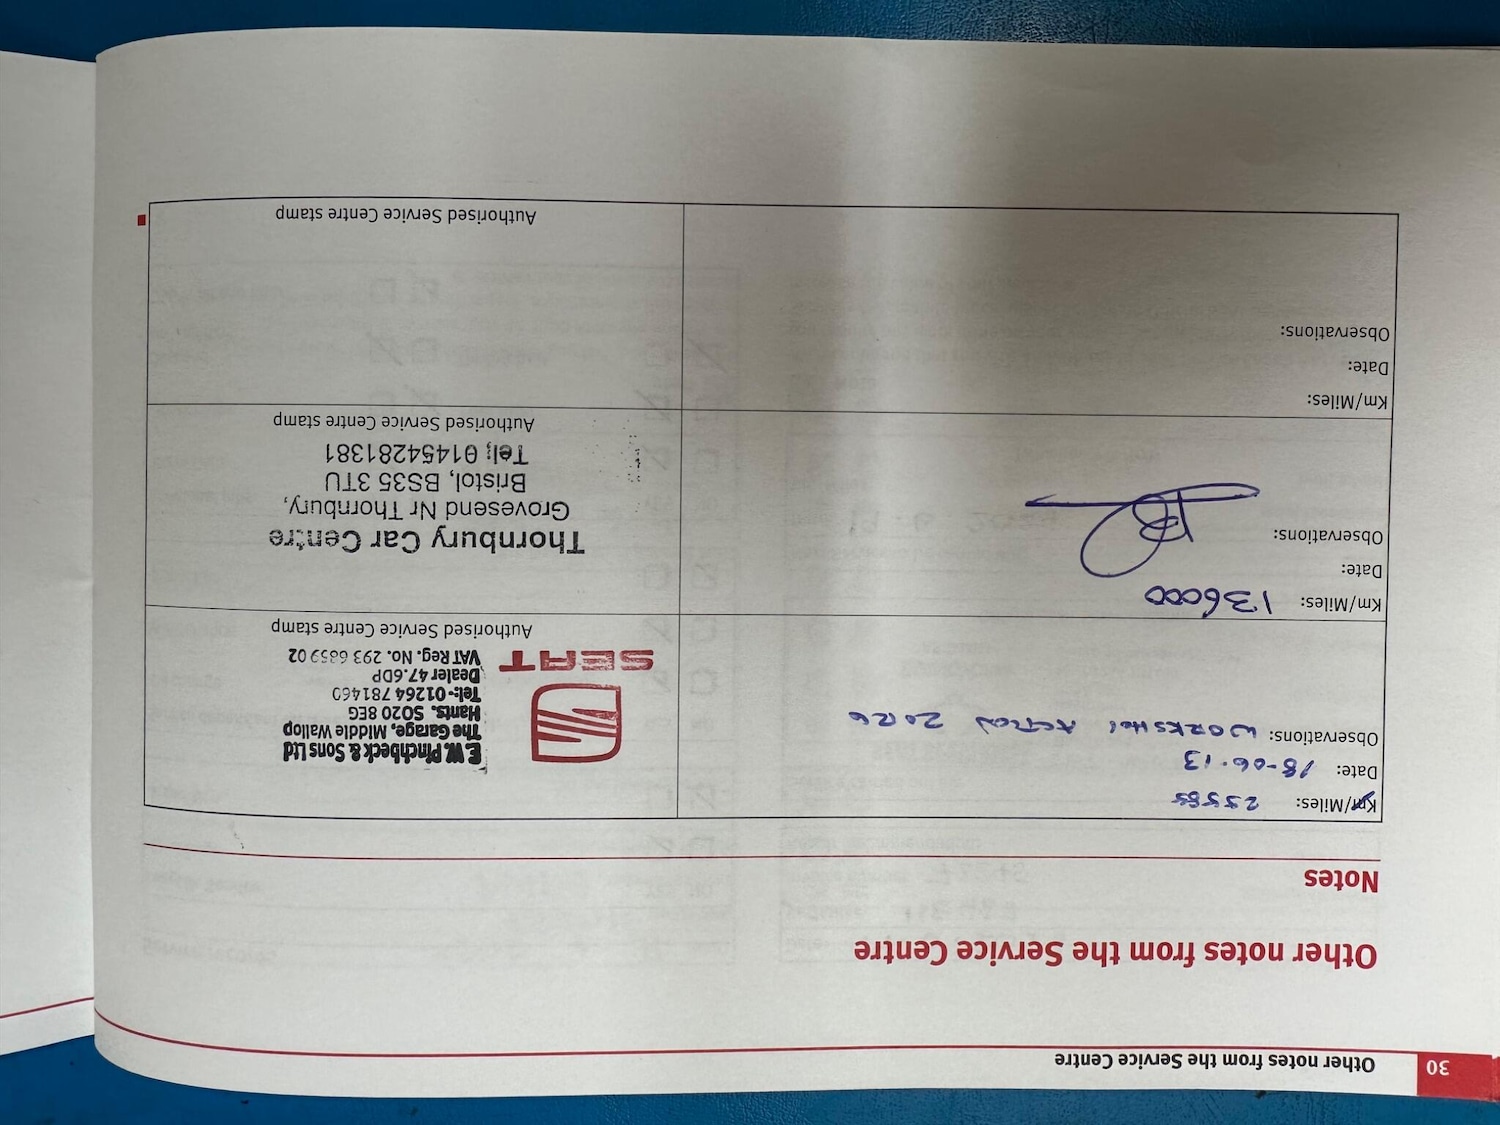 30 Other notes from the Service Centre
Other notes from the Service Centre
Notes
Km/Miles:
Date: 18-06-13
Observations: WORKSHOP ACTION 20R6
E.W. Pinchbeck & Sons Ltd
The Garage, Middle Wallop
Hants. SO20 8EG
Tel:- 01264 781460
Dealer 47.6DP
VAT Reg. No. 293 6859 02
SEAT
Authorised Service Centre stamp
Km/Miles: 136000
Date:
Observations:
Thornbury Car Centre
Grovesend Nr Thornbury,
Bristol, BS35 3TU
Tel; 01454281381
Authorised Service Centre stamp
Km/Miles:
Date:
Observations:
Authorised Service Centre stamp